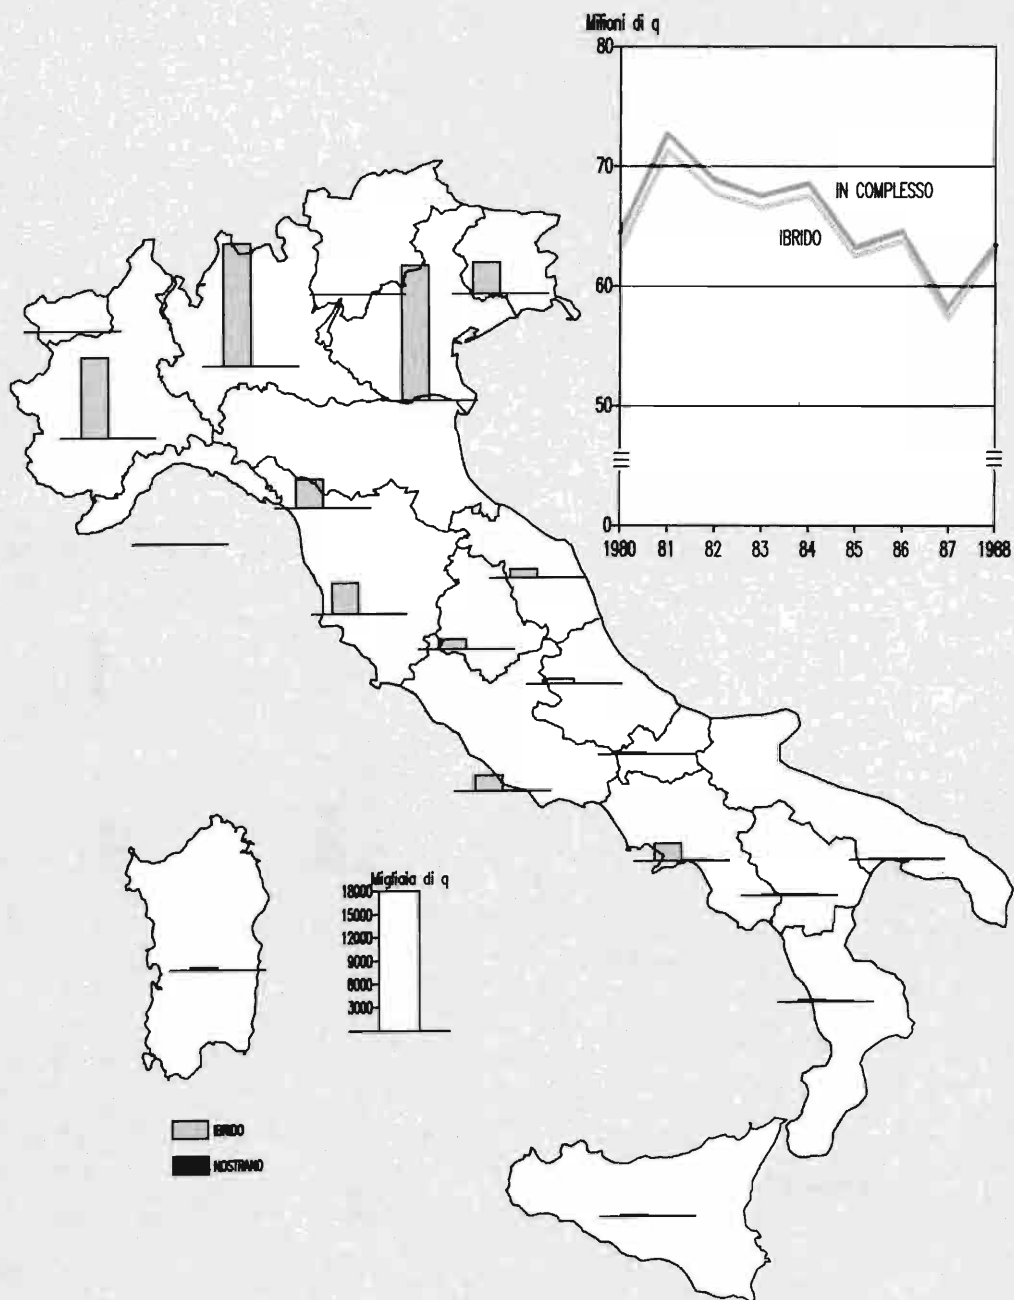 Milioni di q
80
70
IN COMPLESSO
IBRIDO
60
50
0
1980 81 82 83 84 85 86 87 1988
Migliaia di q
18000
15000
12000
9000
6000
3000
IBRIDO
NOSTRANO